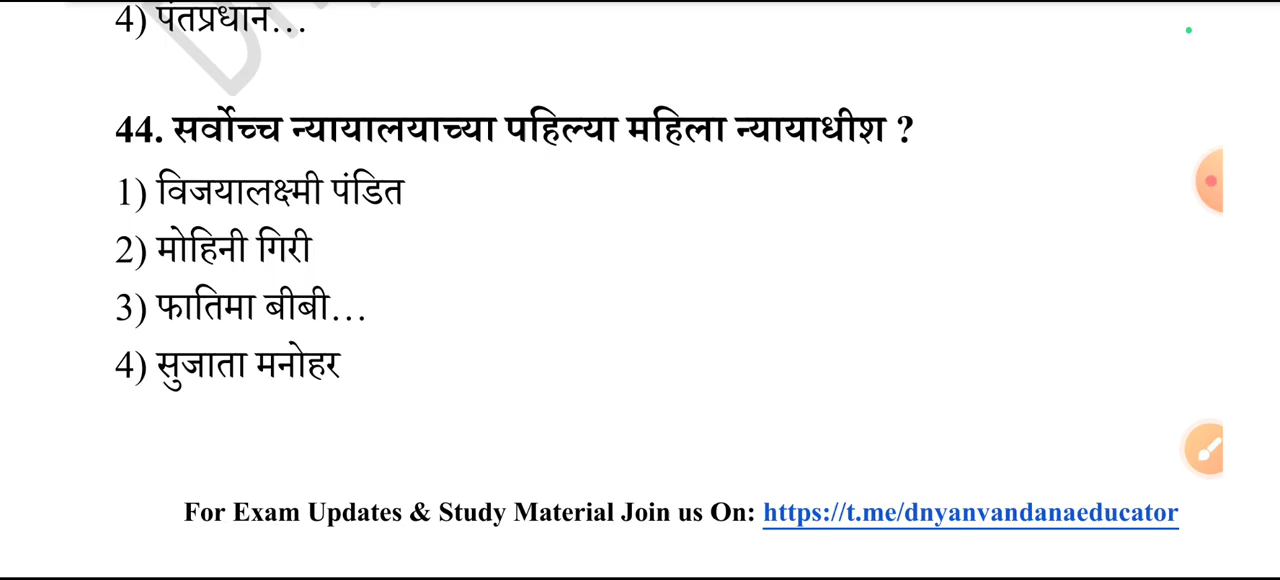 4) पंतप्रधान...
44. सर्वोच्च न्यायालयाच्या पहिल्या महिला न्यायाधीश ?
1) विजयालक्ष्मी पंडित
2) मोहिनी गिरी
3) फातिमा बीबी...
4) सुजाता मनोहर
For Exam Updates & Study Material Join us On: https://t.me/dnyanvandanaeducator